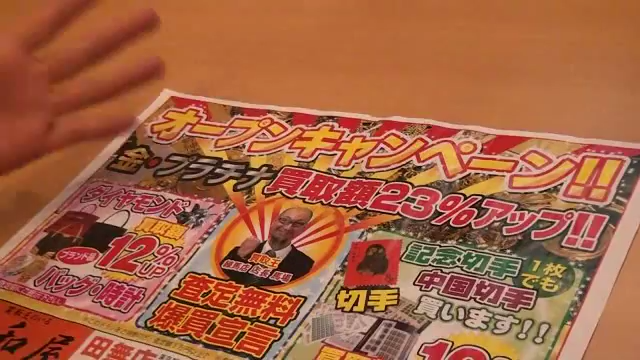 オープンキャンペーン!!
金・プラチナ買取額23%アップ!!
ダイヤモンド
買取額
12%UP
ブランド品
バッグ・時計
買取王
査定無料
爆買宣言
記念切手
1枚でも
中国切手
切手
買います!!
田無店